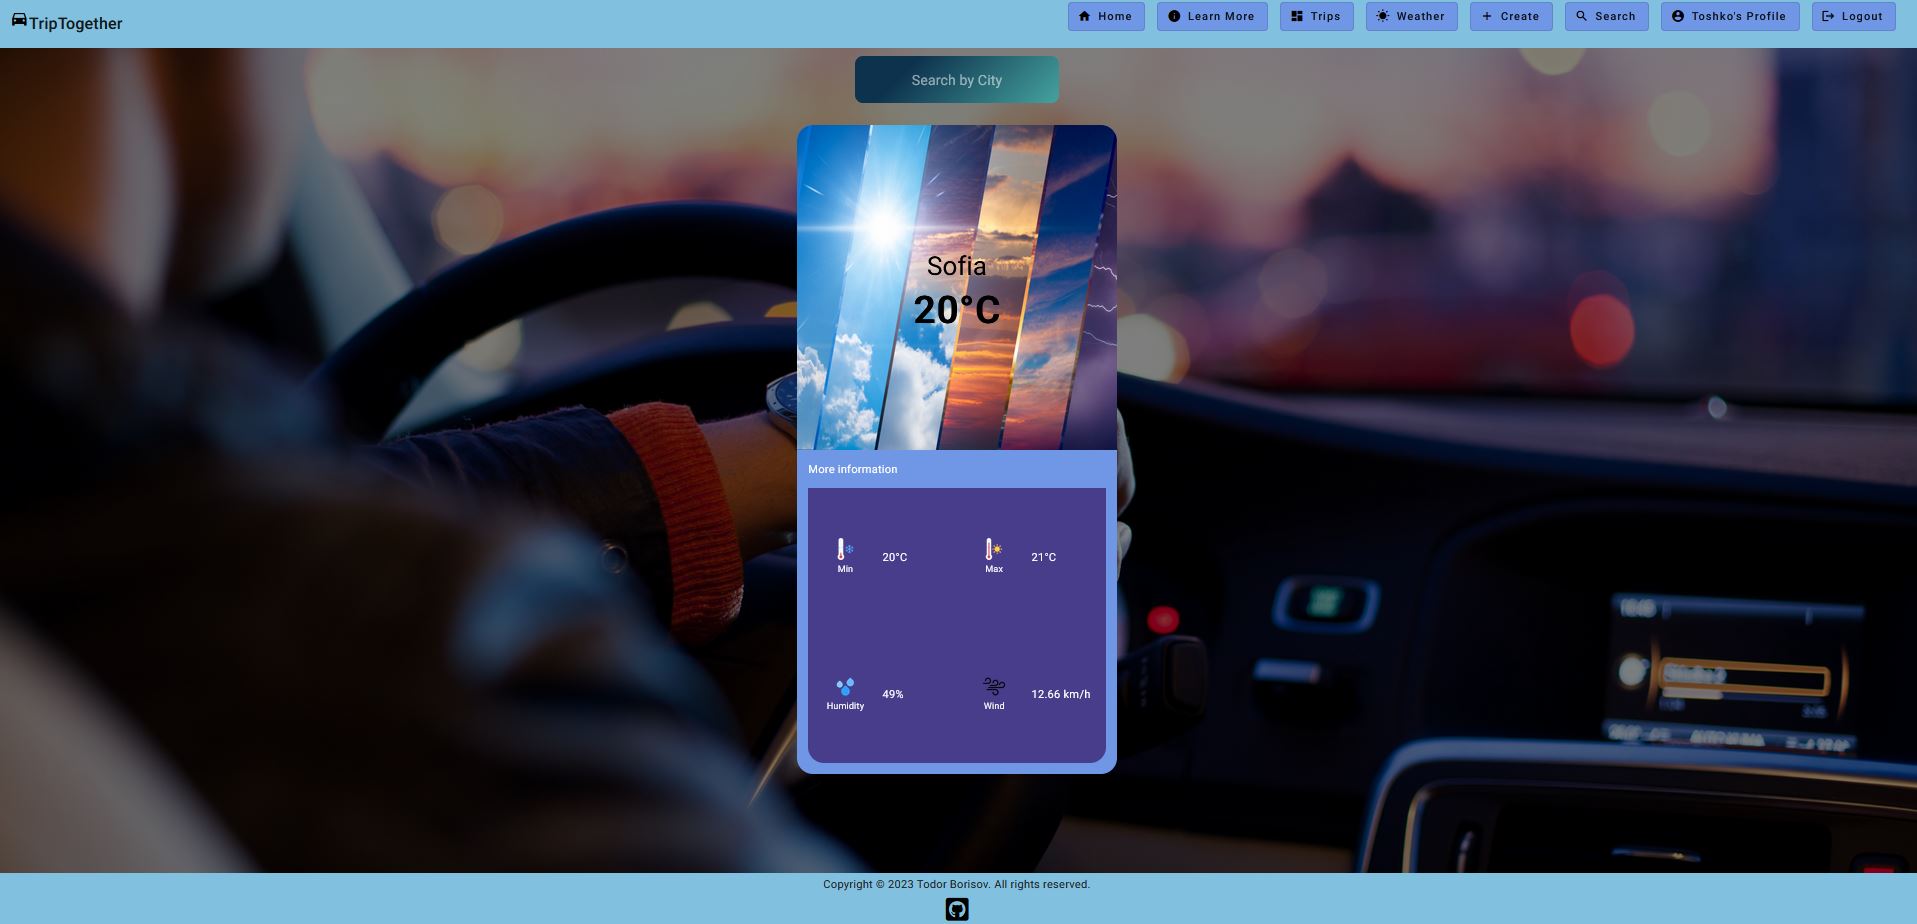 TripTogether
Home Learn More Trips Weather Create Search Toshko's Profile Logout
Search by City
Sofia
20°C
More information
20°C 21°C
Min Max
49% 12.66 km/h
Humidity Wind
Copyright © 2023 Todor Borisov. All rights reserved.